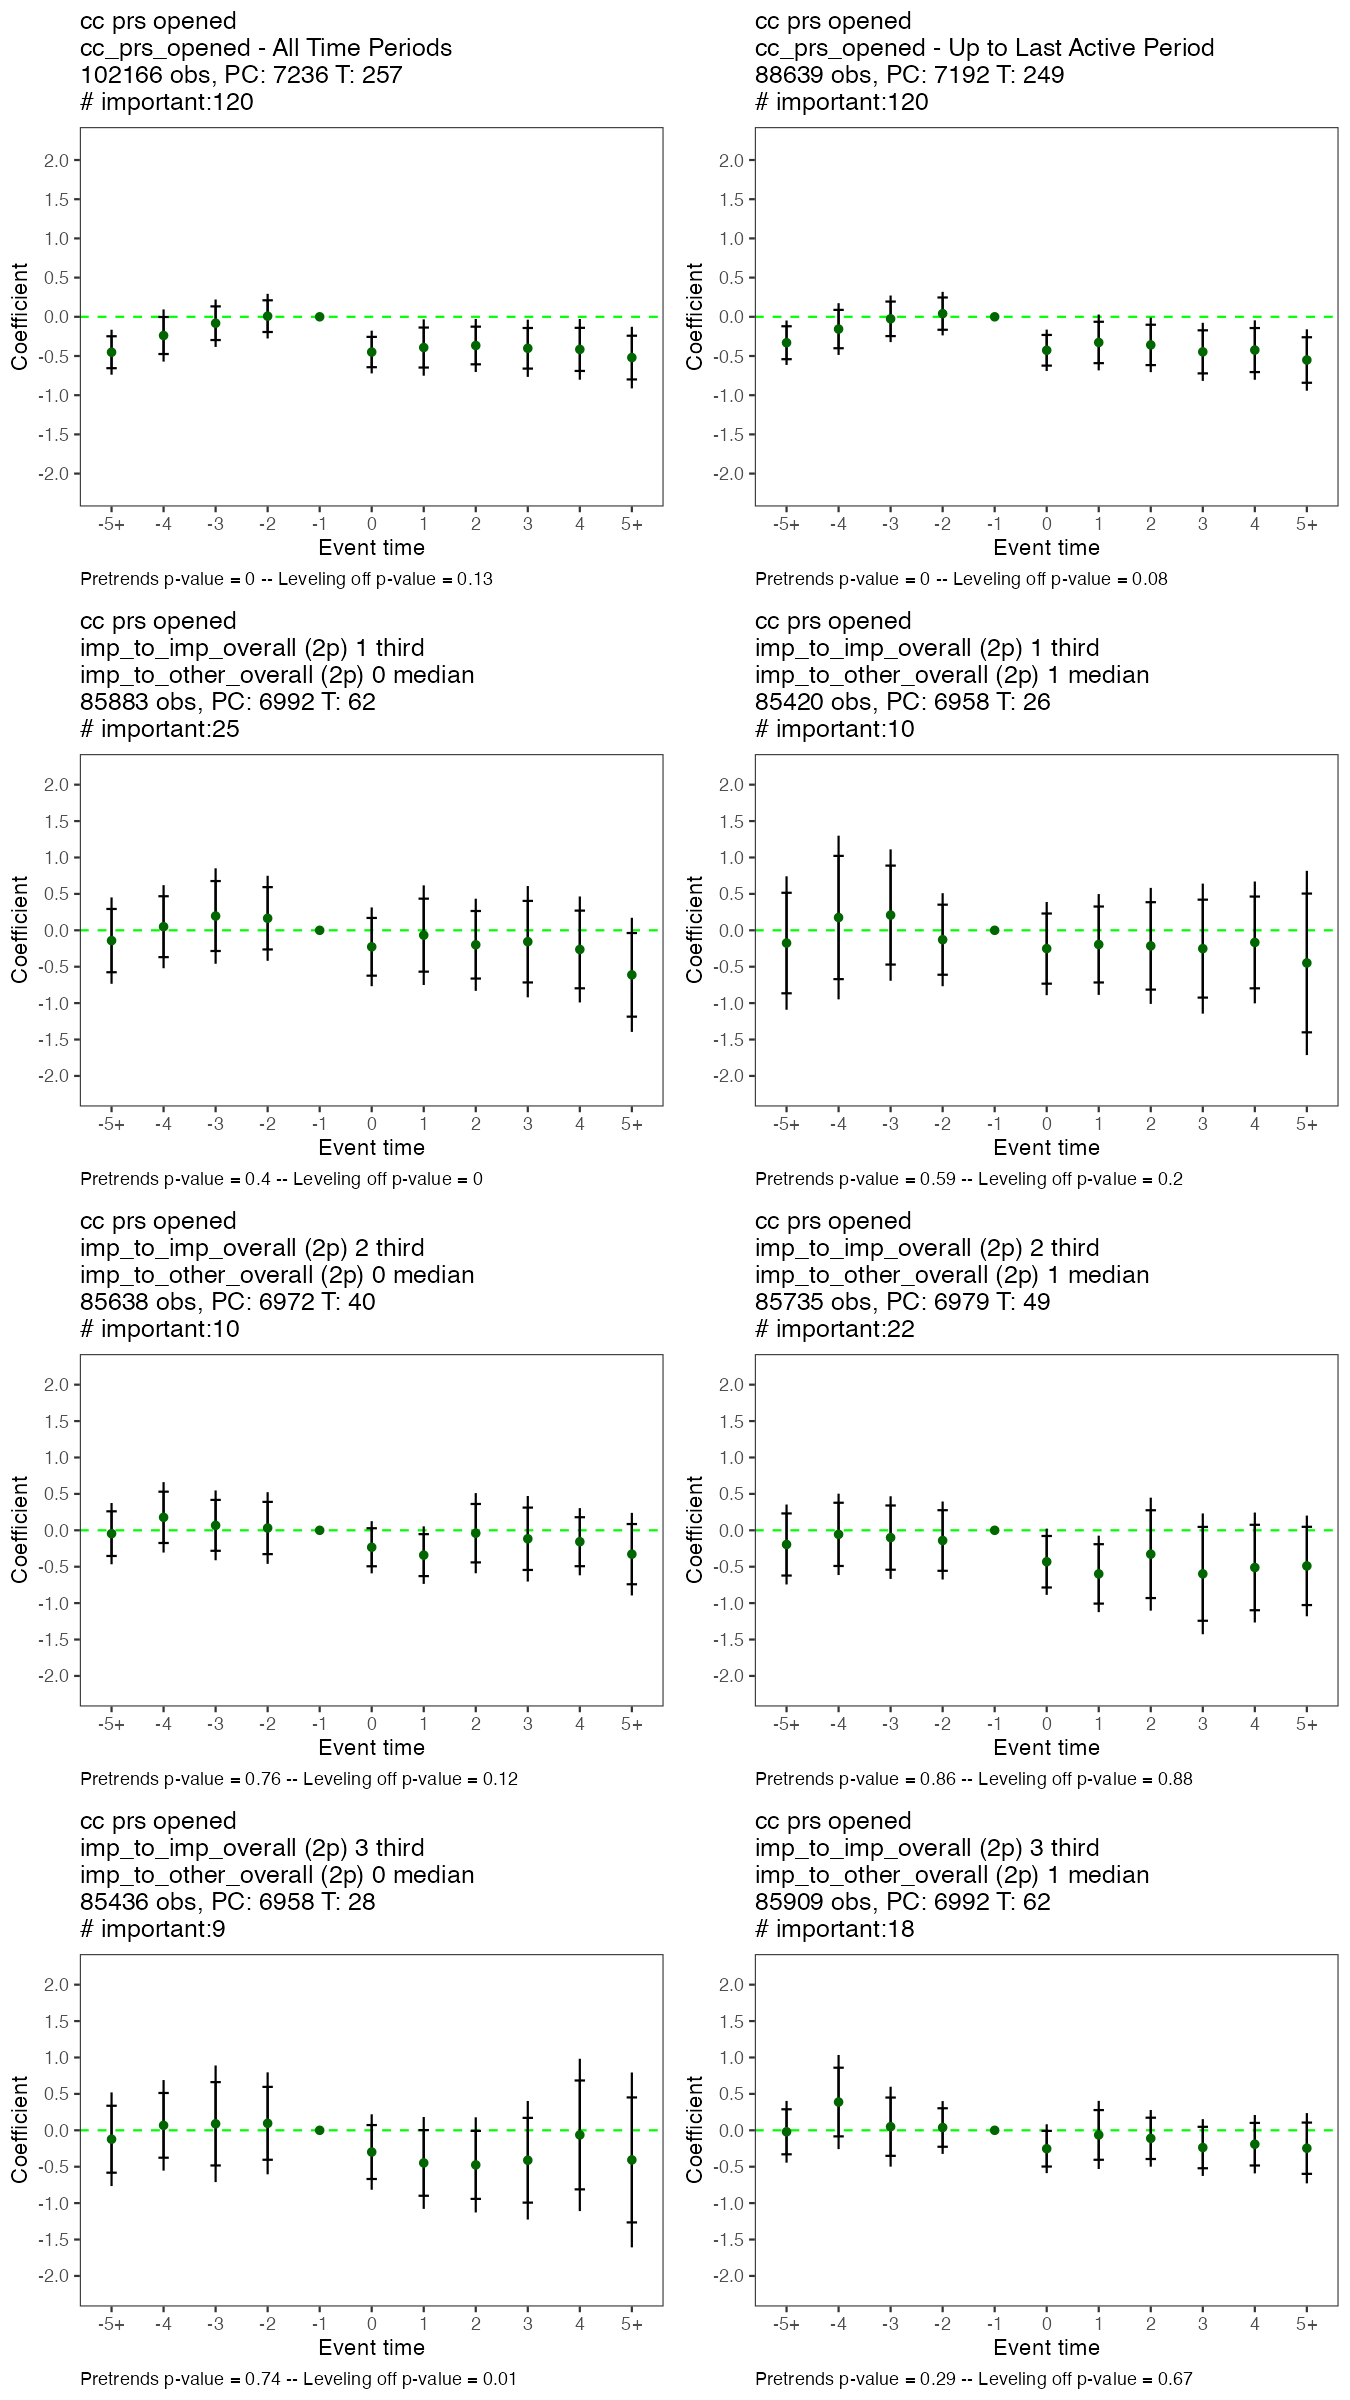 cc prs opened
cc_prs_opened - All Time Periods
102166 obs, PC: 7236 T: 257
# important:120
Coefficient
2.0
1.5
1.0
0.5
0.0
-0.5
-1.0
-1.5
-2.0
-5+ -4 -3 -2 -1 0 1 2 3 4 5+
Event time
Pretrends p-value = 0 -- Leveling off p-value = 0.13
cc prs opened
cc_prs_opened - Up to Last Active Period
88639 obs, PC: 7192 T: 249
# important:120
Coefficient
2.0
1.5
1.0
0.5
0.0
-0.5
-1.0
-1.5
-2.0
-5+ -4 -3 -2 -1 0 1 2 3 4 5+
Event time
Pretrends p-value = 0 -- Leveling off p-value = 0.08
cc prs opened
imp_to_imp_overall (2p) 1 third
imp_to_other_overall (2p) 0 median
85883 obs, PC: 6992 T: 62
# important:25
Coefficient
2.0
1.5
1.0
0.5
0.0
-0.5
-1.0
-1.5
-2.0
-5+ -4 -3 -2 -1 0 1 2 3 4 5+
Event time
Pretrends p-value = 0.4 -- Leveling off p-value = 0
cc prs opened
imp_to_imp_overall (2p) 1 third
imp_to_other_overall (2p) 1 median
85420 obs, PC: 6958 T: 26
# important:10
Coefficient
2.0
1.5
1.0
0.5
0.0
-0.5
-1.0
-1.5
-2.0
-5+ -4 -3 -2 -1 0 1 2 3 4 5+
Event time
Pretrends p-value = 0.59 -- Leveling off p-value = 0.2
cc prs opened
imp_to_imp_overall (2p) 2 third
imp_to_other_overall (2p) 0 median
85638 obs, PC: 6972 T: 40
# important:10
Coefficient
2.0
1.5
1.0
0.5
0.0
-0.5
-1.0
-1.5
-2.0
-5+ -4 -3 -2 -1 0 1 2 3 4 5+
Event time
Pretrends p-value = 0.76 -- Leveling off p-value = 0.12
cc prs opened
imp_to_imp_overall (2p) 2 third
imp_to_other_overall (2p) 1 median
85735 obs, PC: 6979 T: 49
# important:22
Coefficient
2.0
1.5
1.0
0.5
0.0
-0.5
-1.0
-1.5
-2.0
-5+ -4 -3 -2 -1 0 1 2 3 4 5+
Event time
Pretrends p-value = 0.86 -- Leveling off p-value = 0.88
cc prs opened
imp_to_imp_overall (2p) 3 third
imp_to_other_overall (2p) 0 median
85436 obs, PC: 6958 T: 28
# important:9
Coefficient
2.0
1.5
1.0
0.5
0.0
-0.5
-1.0
-1.5
-2.0
-5+ -4 -3 -2 -1 0 1 2 3 4 5+
Event time
Pretrends p-value = 0.74 -- Leveling off p-value = 0.01
cc prs opened
imp_to_imp_overall (2p) 3 third
imp_to_other_overall (2p) 1 median
85909 obs, PC: 6992 T: 62
# important:18
Coefficient
2.0
1.5
1.0
0.5
0.0
-0.5
-1.0
-1.5
-2.0
-5+ -4 -3 -2 -1 0 1 2 3 4 5+
Event time
Pretrends p-value = 0.29 -- Leveling off p-value = 0.67